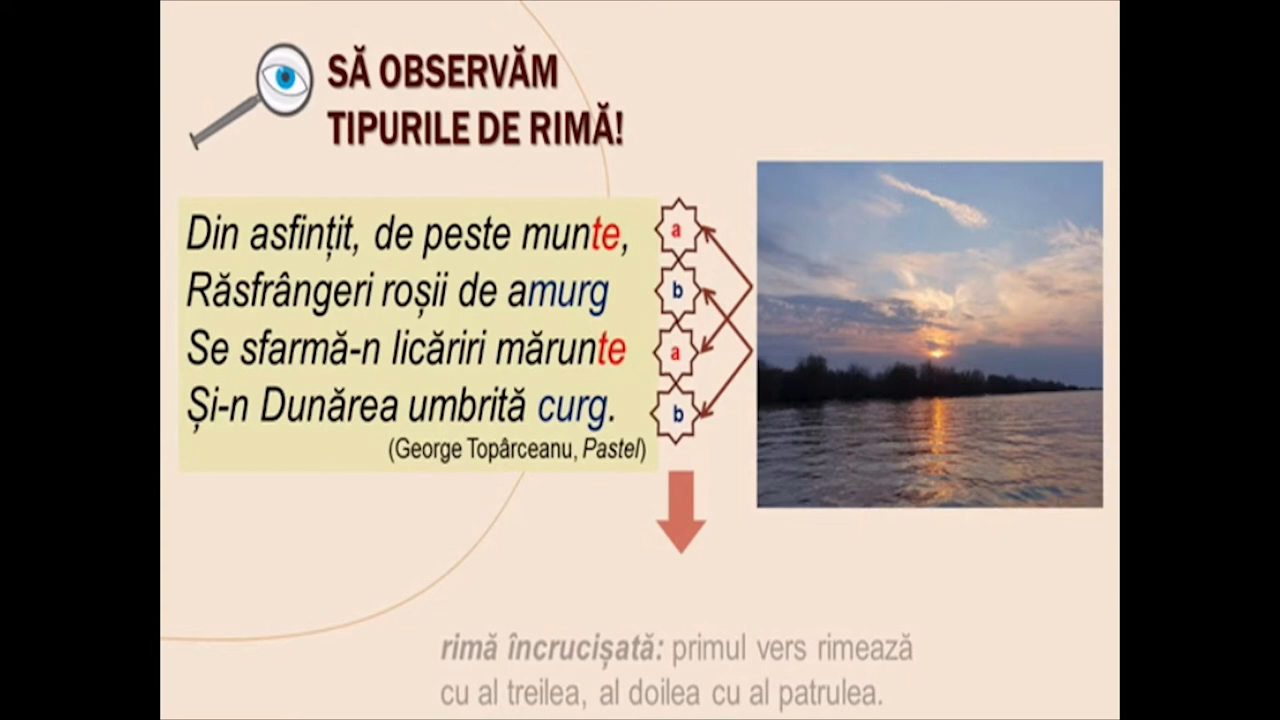 SĂ OBSERVĂM
TIPURILE DE RIMĂ!
Din asfințit, de peste munte,
Răsfrângeri roșii de amurg
Se sfarmă-n licăriri mărunte
Și-n Dunărea umbrită curg.
(George Topârceanu, Pastel)
a
b
a
b
rimă încrucișată: primul vers rimează
cu al treilea, al doilea cu al patrulea.